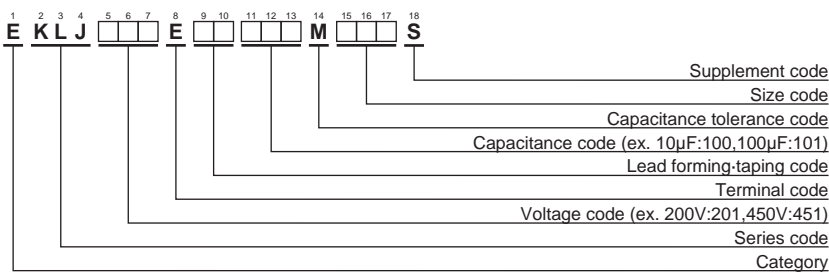 1 2 3 4 5 6 7 8 9 10 11 12 13 14 15 16 17 18
E K L J E M S
Supplement code
Size code
Capacitance tolerance code
Capacitance code (ex. 10μF:100,100μF:101)
Lead forming·taping code
Terminal code
Voltage code (ex. 200V:201,450V:451)
Series code
Category